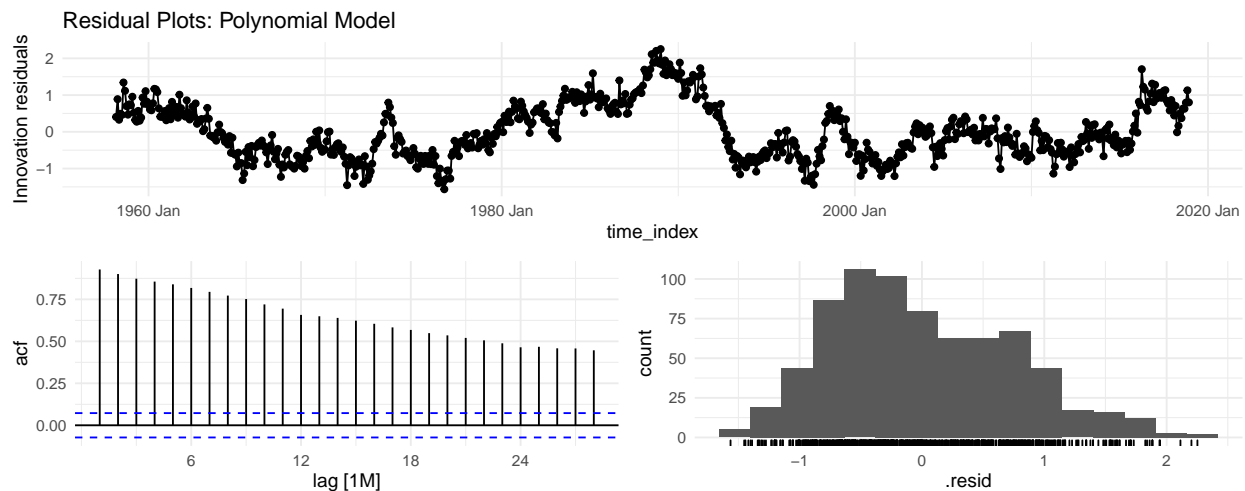 Residual Plots: Polynomial Model
Innovation residuals
2
1
0
−1
1960 Jan
1980 Jan
2000 Jan
2020 Jan
time_index
acf
0.75
0.50
0.25
0.00
6
12
18
24
lag [1M]
count
100
75
50
25
0
−1
0
1
2
.resid